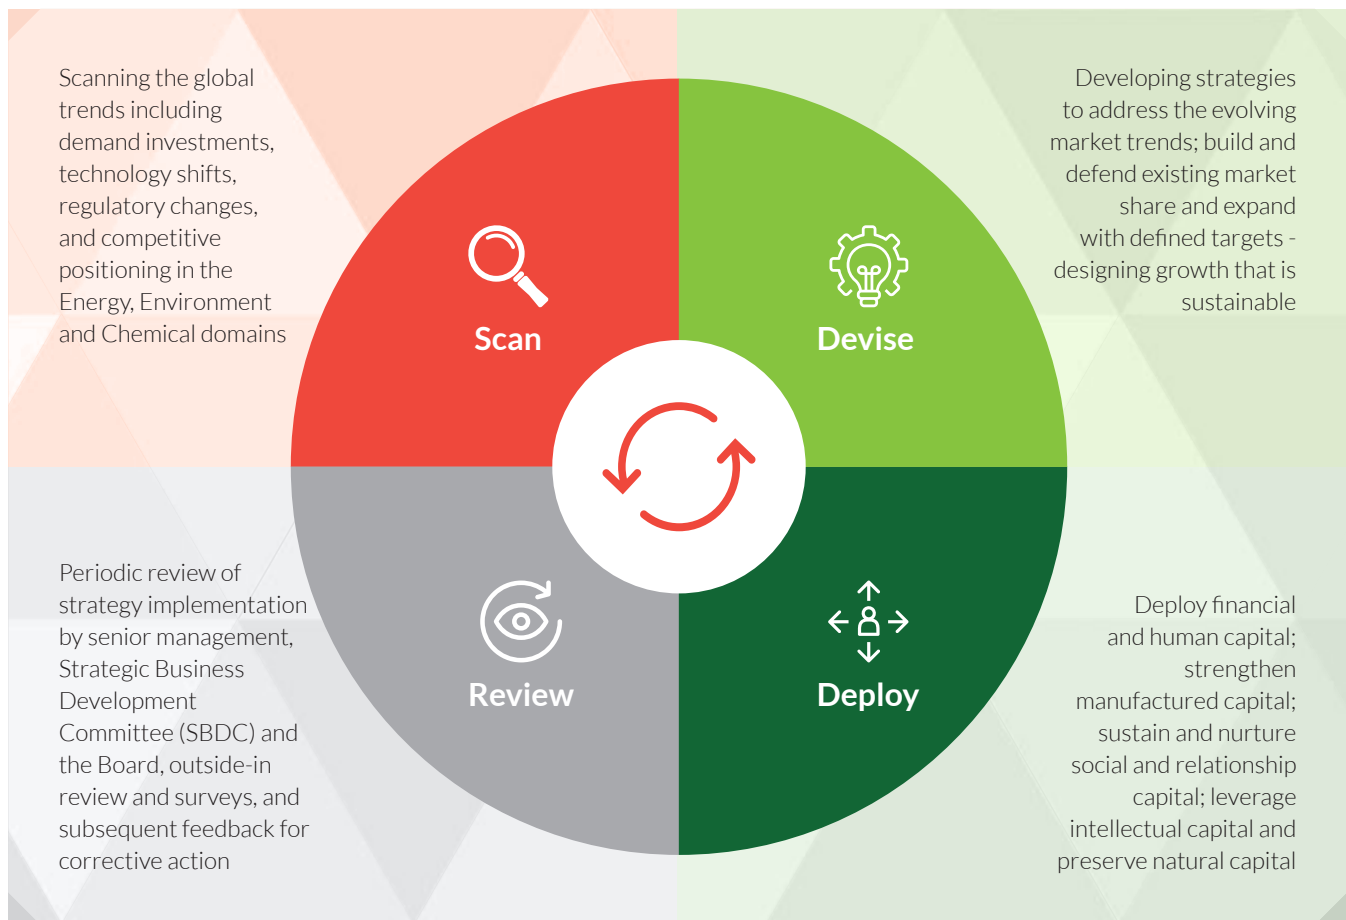 Scanning the global
trends including
demand investments,
technology shifts,
regulatory changes,
and competitive
positioning in the
Energy, Environment
and Chemical domains
Scan
Developing strategies
to address the evolving
market trends; build and
defend existing market
share and expand
with defined targets -
designing growth that is
sustainable
Devise
Periodic review of
strategy implementation
by senior management,
Strategic Business
Development
Committee (SBDC) and
the Board, outside-in
review and surveys, and
subsequent feedback for
corrective action
Review
Deploy financial
and human capital;
strengthen
manufactured capital;
sustain and nurture
social and relationship
capital; leverage
intellectual capital and
preserve natural capital
Deploy